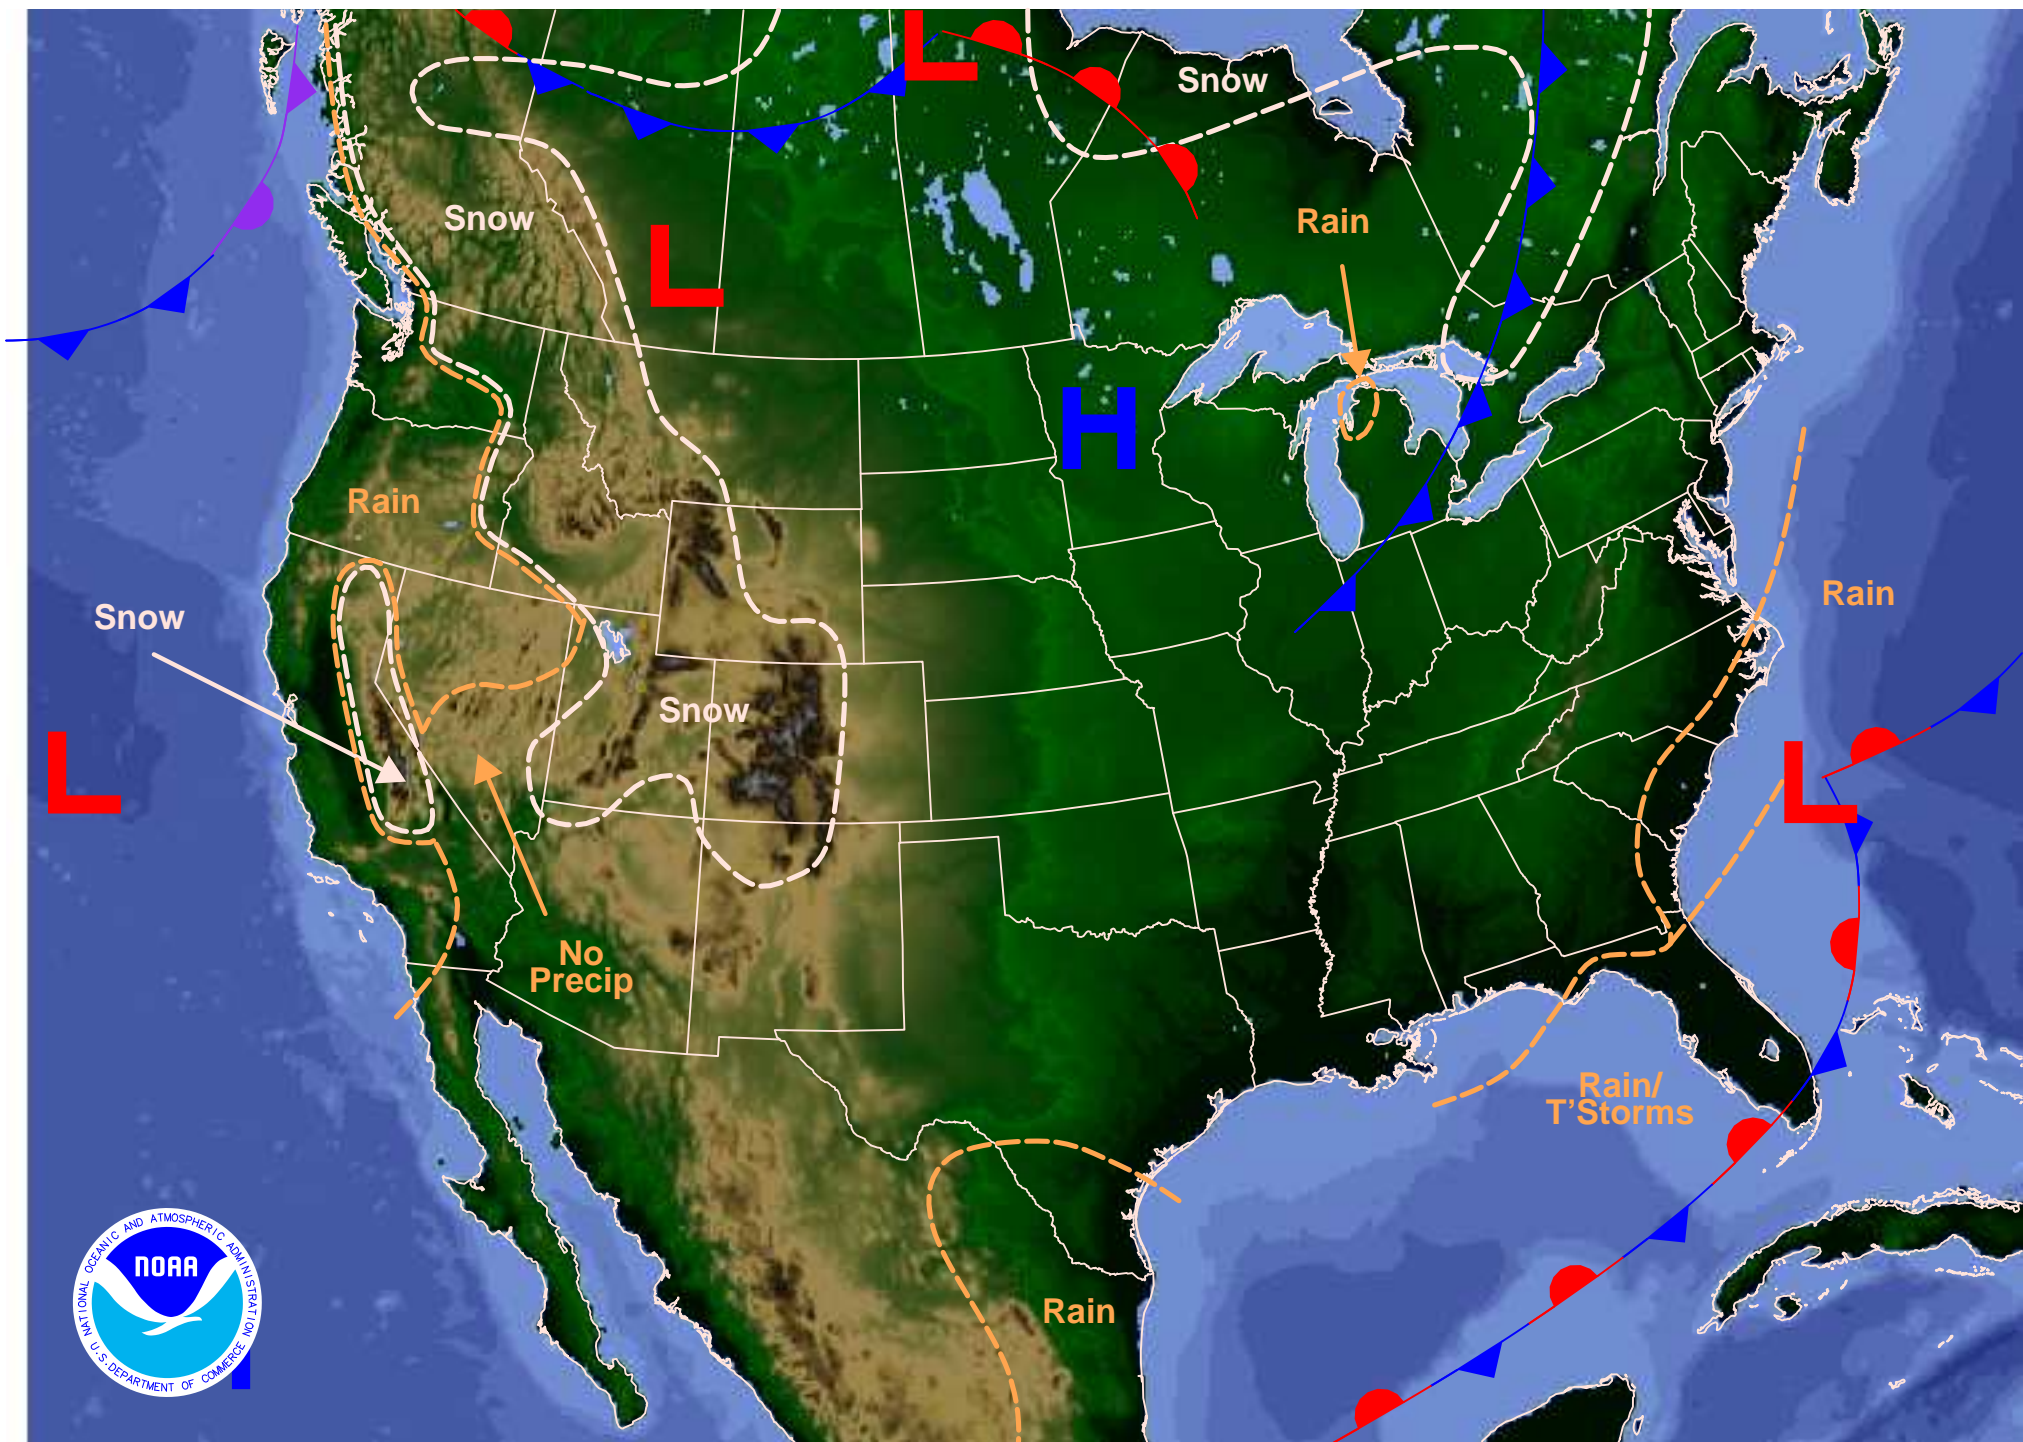 L
Snow
Rain
Snow
L
H
Rain
Snow
Rain
Snow
L
L
No
Precip
Rain/
T'Storms
Rain
NOAA
NATIONAL OCEANIC AND ATMOSPHERIC ADMINISTRATION
U.S. DEPARTMENT OF COMMERCE